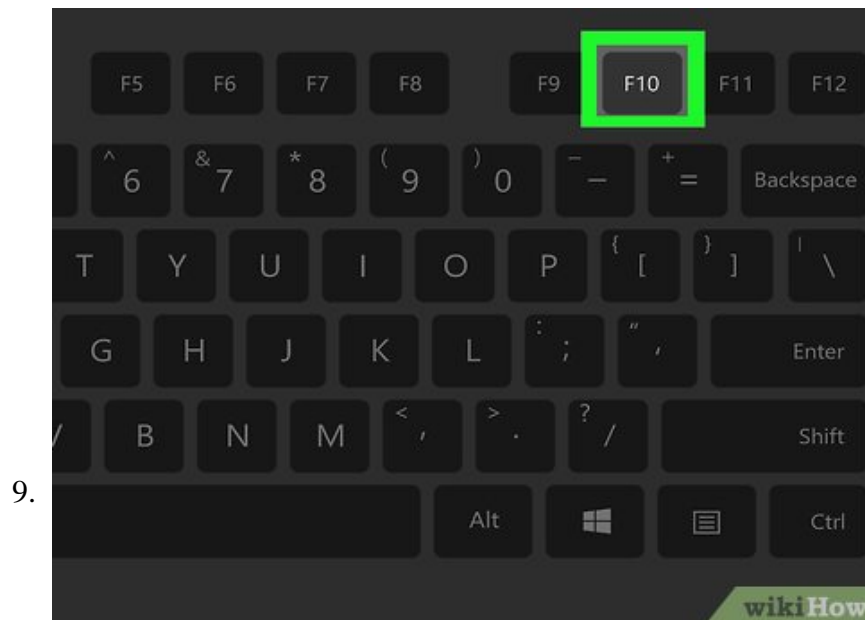 F5 F6 F7 F8 F9 F10 F11 F12
^ 6 & 7 * 8 ( 9 ) 0 – – + = Backspace
T Y U I O P { [ } ] | \
G H J K L : ; " ' Enter
B N M < , > . ? / Shift
9.
Alt Ctrl
wikiHow